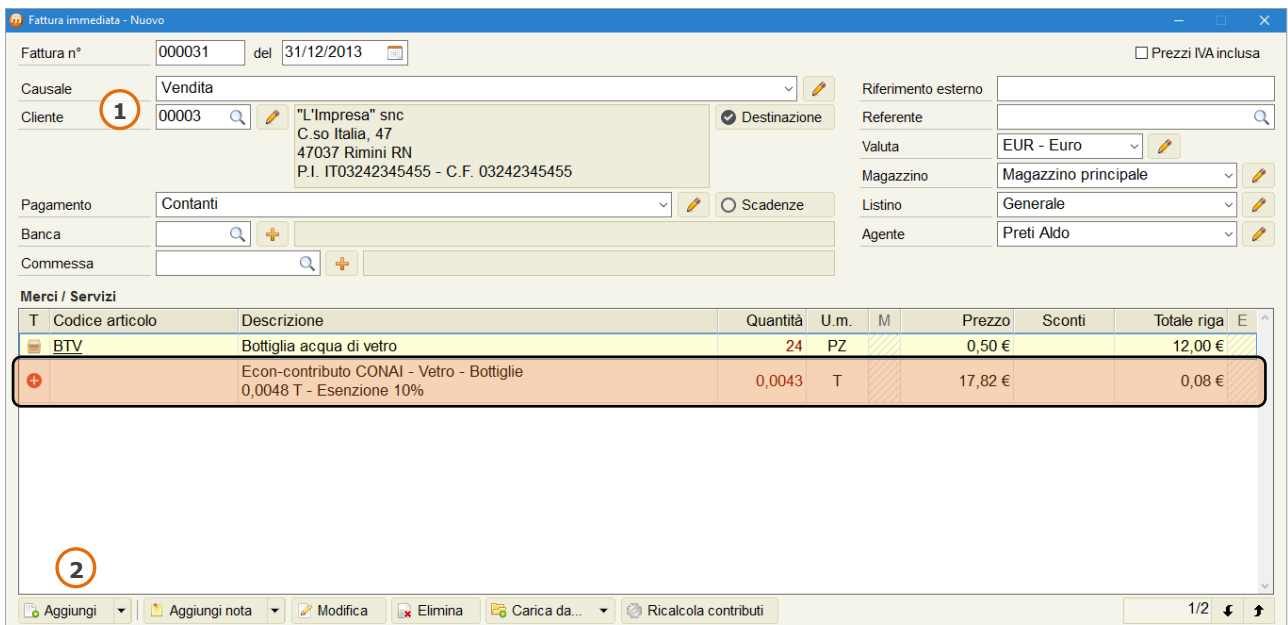 Fattura immediata - Nuovo
Fattura n° 000031 del 31/12/2013 Prezzi IVA inclusa
Causale Vendita Riferimento esterno
1
Cliente 00003 "L'Impresa" snc Destinazione Referente
C.so Italia, 47
47037 Rimini RN Valuta EUR - Euro
P.I. IT03242345455 - C.F. 03242345455 Magazzino Magazzino principale
Pagamento Contanti Scadenze Listino Generale
Banca Agente Preti Aldo
Commessa
Merci / Servizi
T Codice articolo Descrizione Quantità U.m. M Prezzo Sconti Totale riga E
BTV Bottiglia acqua di vetro 24 PZ 0,50 € 12,00 €
Econ-contributo CONAI - Vetro - Bottiglie
0,0048 T - Esenzione 10% 0,0043 T 17,82 € 0,08 €
2
Aggiungi Aggiungi nota Modifica Elimina Carica da... Ricalcola contributi 1/2